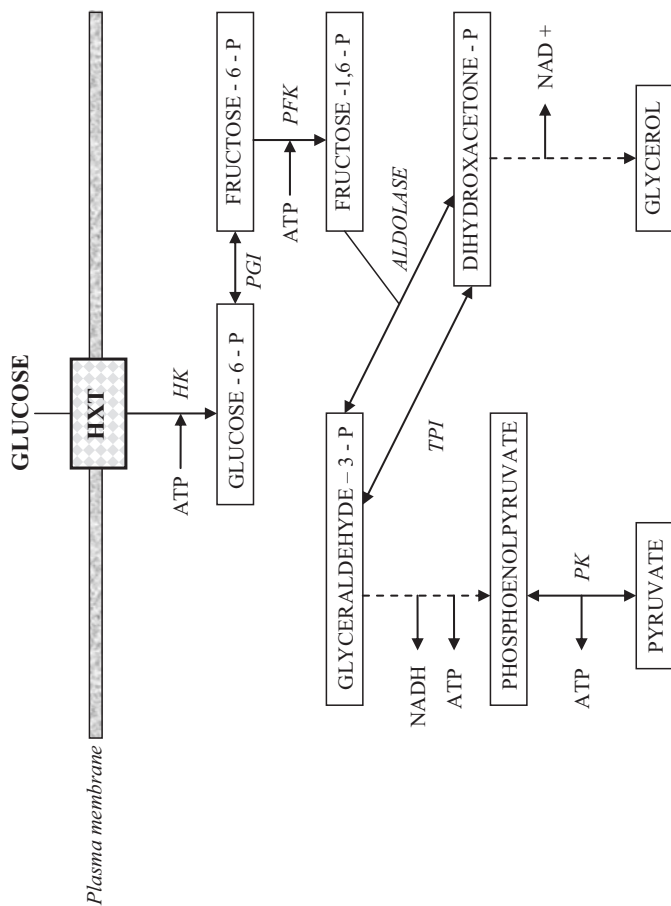 GLUCOSE
Plasma membrane
HXT
ATP
HK
GLUCOSE - 6 - P
PGI
FRUCTOSE - 6 - P
ATP
PFK
GLYCERALDEHYDE – 3 - P
FRUCTOSE -1,6 - P
ALDOLASE
TPI
NADH
ATP
DIHYDROXACETONE - P
PHOSPHOENOLPYRUVATE
NAD +
ATP
PK
PYRUVATE
GLYCEROL